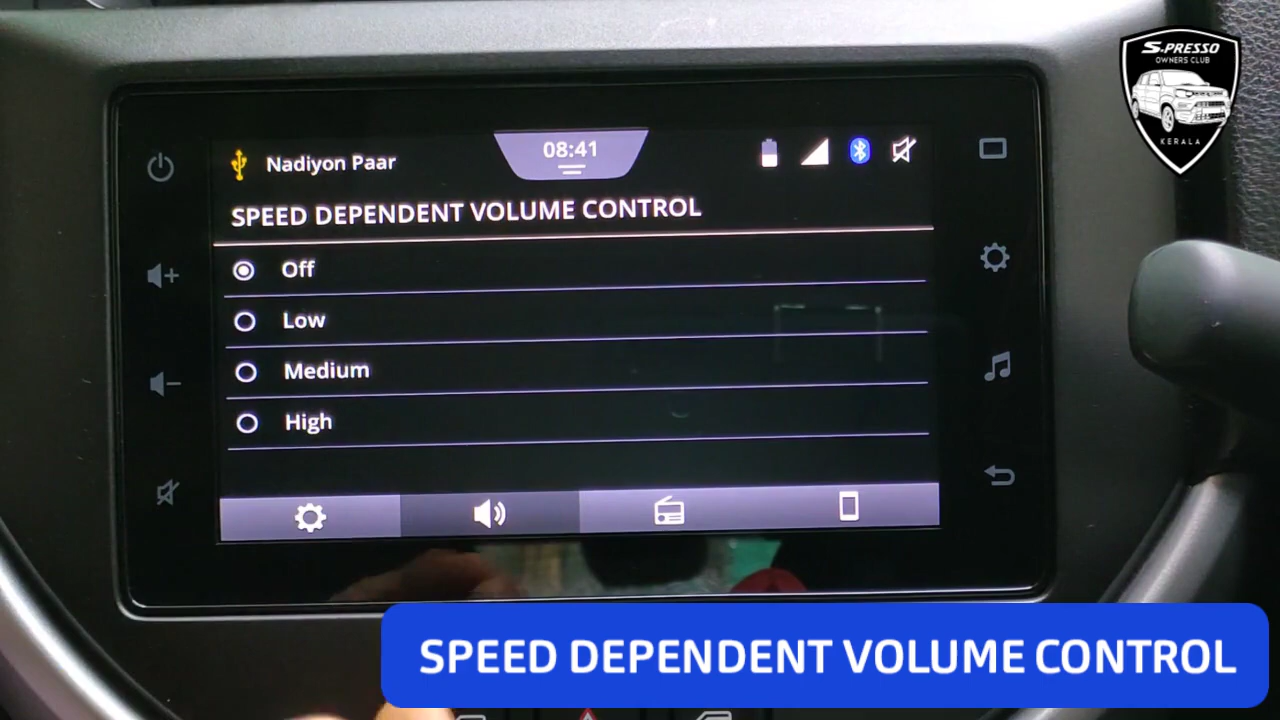 S-PRESSO
OWNERS CLUB
KERALA
Nadiyon Paar
08:41
SPEED DEPENDENT VOLUME CONTROL
Off
Low
Medium
High
SPEED DEPENDENT VOLUME CONTROL